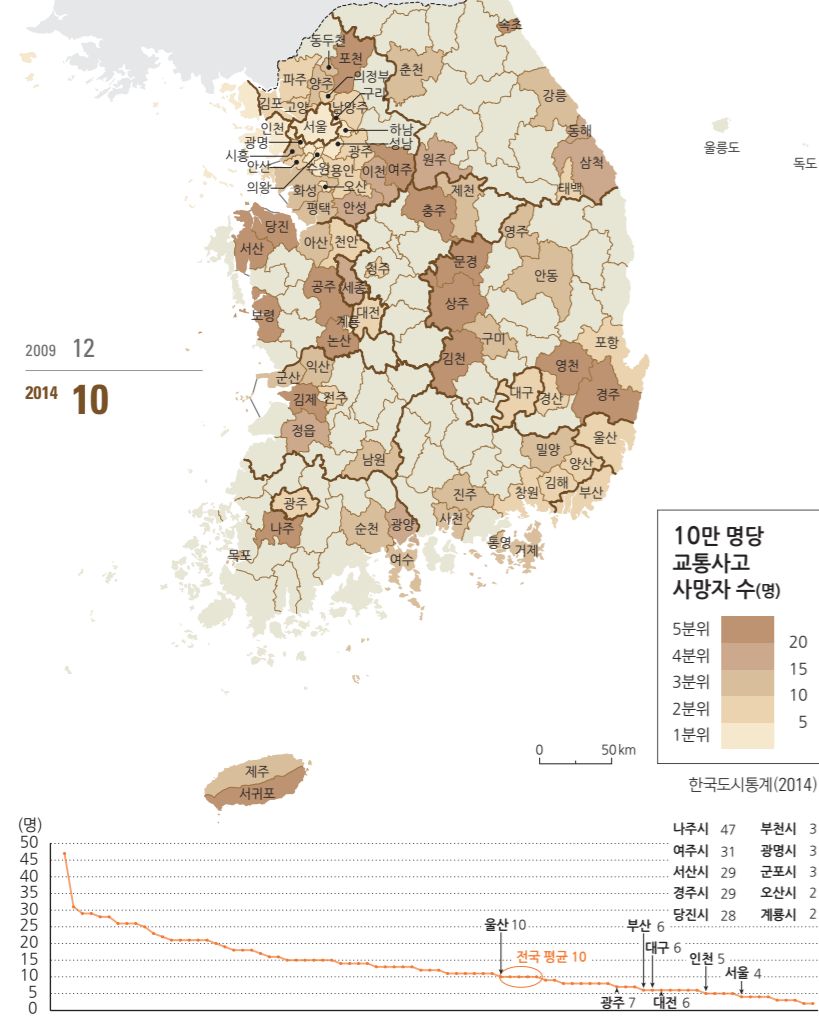 속초
동두천
포천
춘천
파주
양주
의정부
구리
강릉
김포
고양
남양주
인천
서울
하남
동해
광명
성남
울릉도
시흥
광주
원주
삼척
독도
안산
수원
용인
이천
여주
의왕
화성
오산
제천
태백
평택
안성
충주
당진
영주
서산
아산
천안
문경
청주
안동
공주
세종
상주
보령
대전
계룡
논산
구미
포항
2009 12
김천
영천
익산
군산
2014 10
김제
전주
대구
경산
경주
정읍
울산
남원
밀양
양산
광주
진주
창원
김해
부산
나주
순천
광양
사천
통영
거제
목포
여수
10만 명당
교통사고
사망자 수(명)
5분위
20
4분위
15
3분위
10
2분위
5
1분위
0 50 km
제주
서귀포
한국도시통계(2014)
(명)
나주시 47 부천시 3
여주시 31 광명시 3
서산시 29 군포시 3
경주시 29 오산시 2
당진시 28 계룡시 2
50
45
40
35
30
25
20
15
10
5
0
울산 10
전국 평균 10
부산 6
대구 6
인천 5
서울 4
광주 7
대전 6